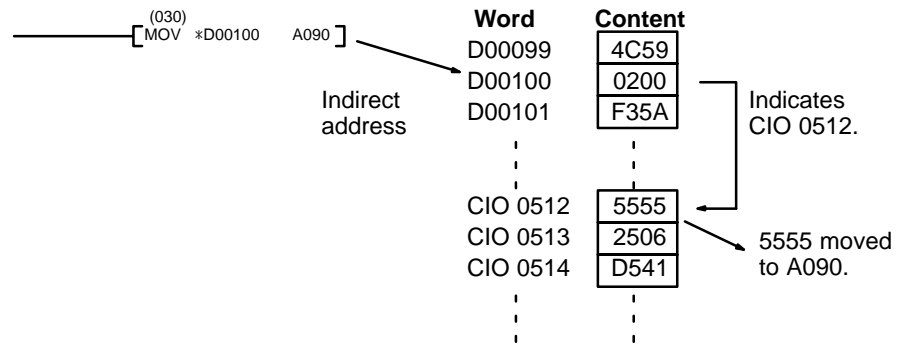 (030)
[MOV *D00100 A090]
Indirect
address
Word Content
D00099 4C59
D00100 0200
D00101 F35A
Indicates
CIO 0512.
CIO 0512 5555
CIO 0513 2506
CIO 0514 D541
5555 moved
to A090.